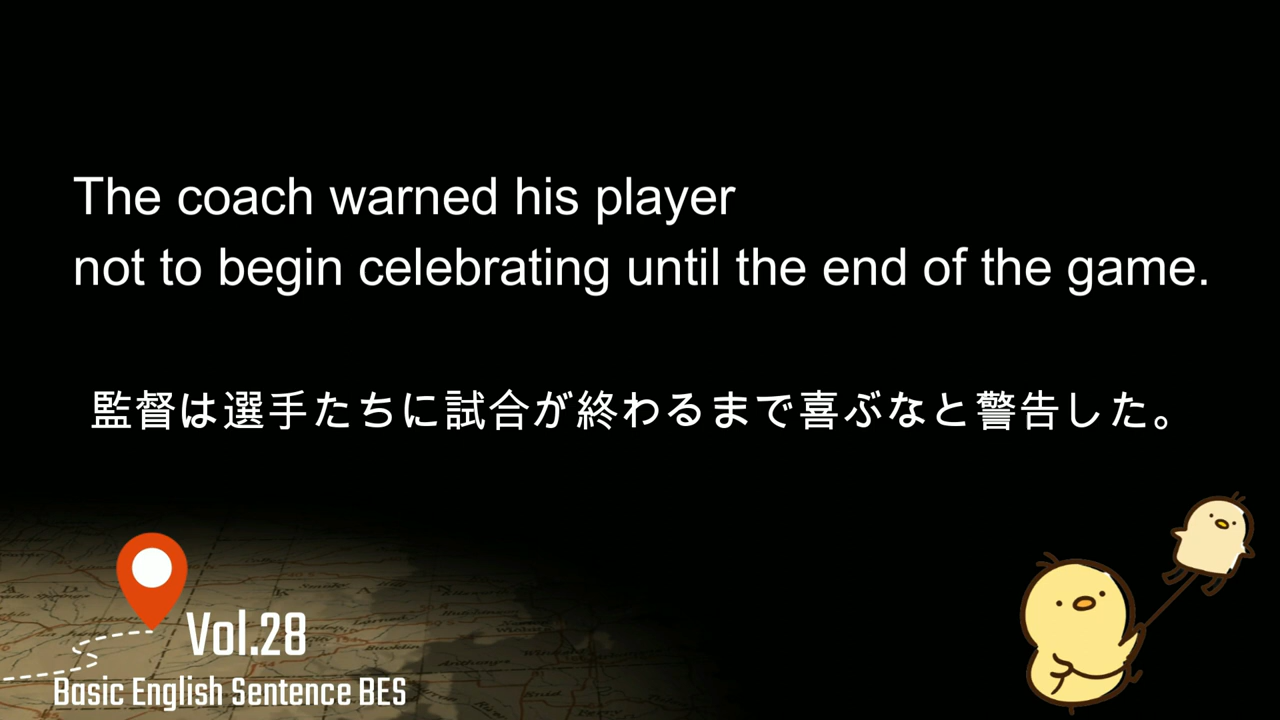 The coach warned his player
not to begin celebrating until the end of the game.
監督は選手たちに試合が終わるまで喜ぶなと警告した。
Vol.28
Basic English Sentence BES